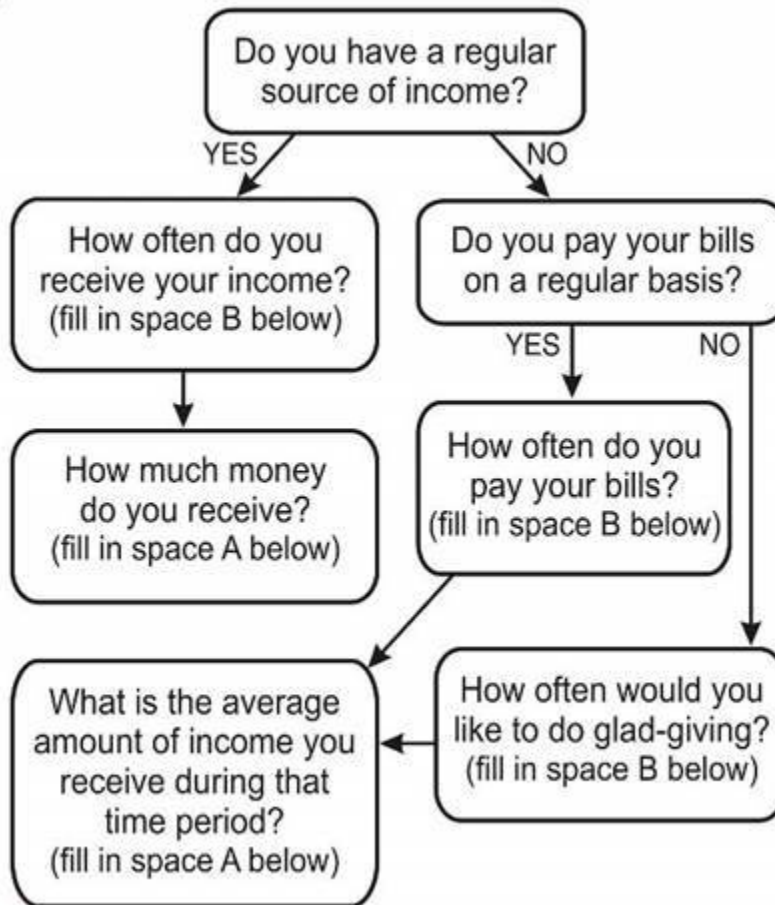 Do you have a regular
source of income?
YES
NO
How often do you
receive your income?
(fill in space B below)
Do you pay your bills
on a regular basis?
YES
NO
How much money
do you receive?
(fill in space A below)
How often do you
pay your bills?
(fill in space B below)
What is the average
amount of income you
receive during that
time period?
(fill in space A below)
How often would you
like to do glad-giving?
(fill in space B below)